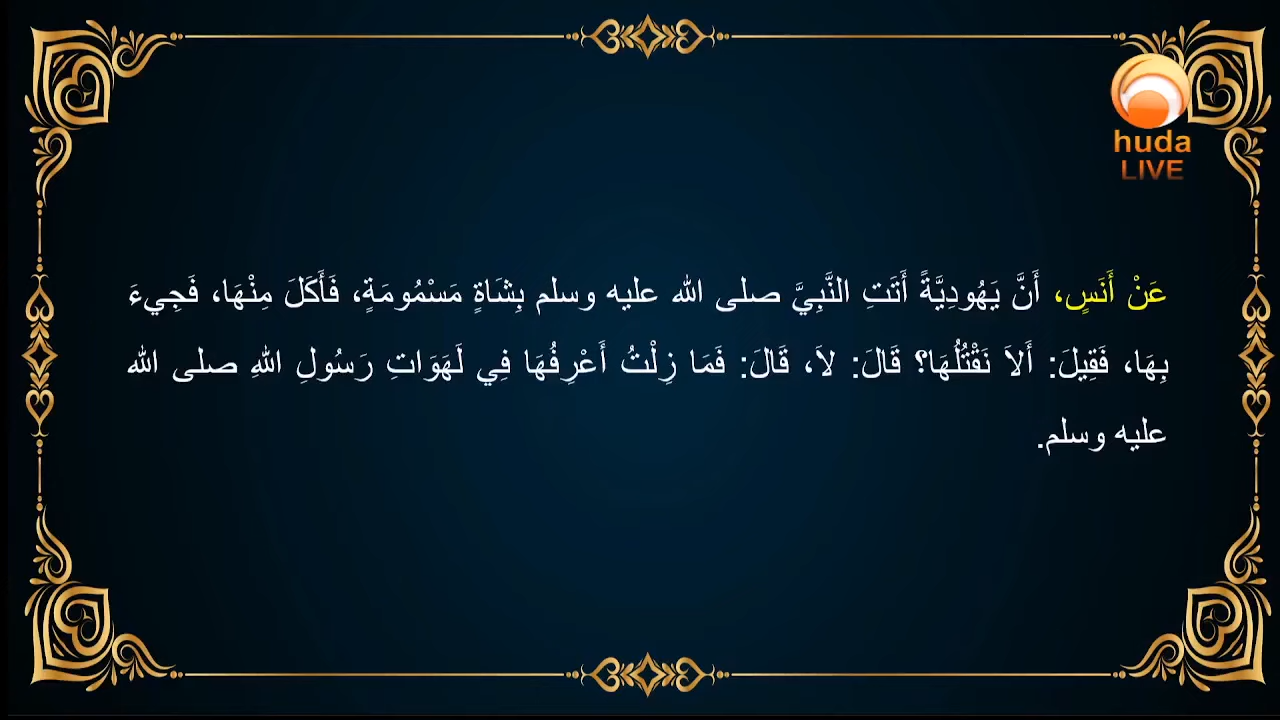 huda
LIVE
عَنْ أَنَسٍ، أَنَّ يَهُودِيَّةً أَتَتِ النَّبِيَّ صلى الله عليه وسلم بِشَاةٍ مَسْمُومَةٍ، فَأَكَلَ مِنْهَا، فَجِيءَ
بِهَا، فَقِيلَ: أَلاَ نَقْتُلُهَا؟ قَالَ: لاَ، قَالَ: فَمَا زِلْتُ أَعْرِفُهَا فِي لَهَوَاتِ رَسُولِ اللهِ صلى الله
عليه وسلم.